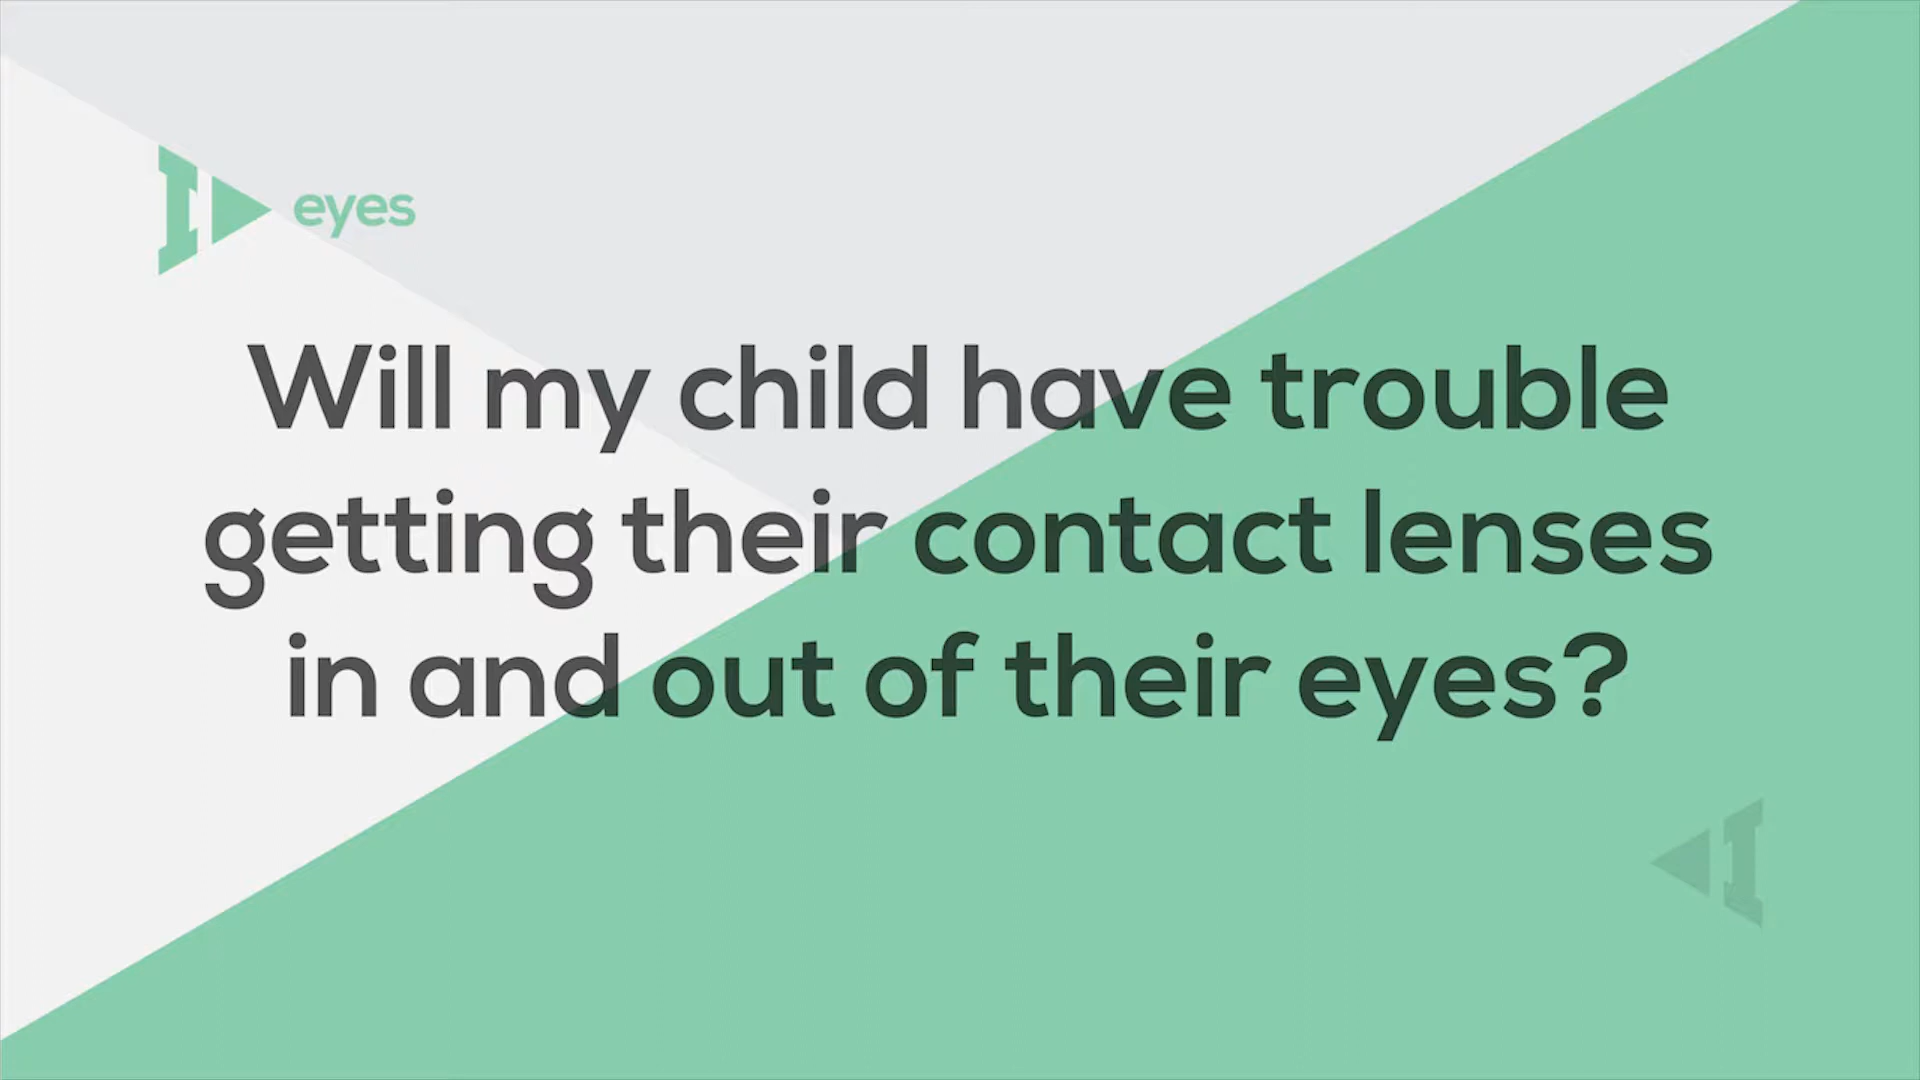 eyes
Will my child have trouble
getting their contact lenses
in and out of their eyes?